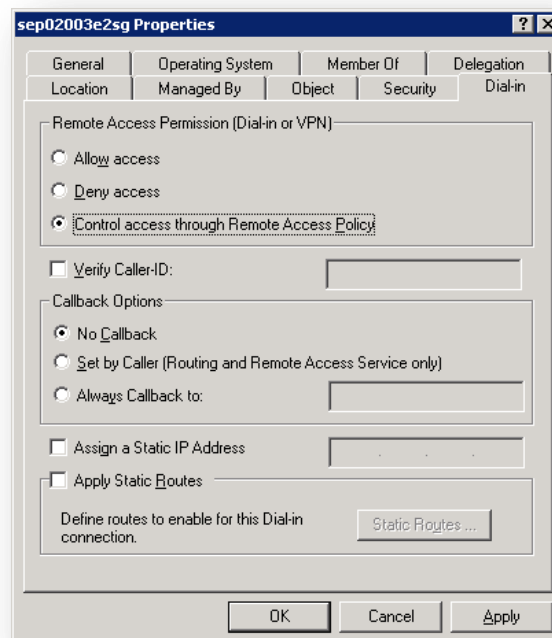 sep02003e2sg Properties
General Operating System Member Of Delegation
Location Managed By Object Security Dial-in
Remote Access Permission (Dial-in or VPN)
Allow access
Deny access
Control access through Remote Access Policy
Verify Caller-ID:
Callback Options
No Callback
Set by Caller (Routing and Remote Access Service only)
Always Callback to:
Assign a Static IP Address
Apply Static Routes
Define routes to enable for this Dial-in
connection.
Static Routes ...
OK Cancel Apply